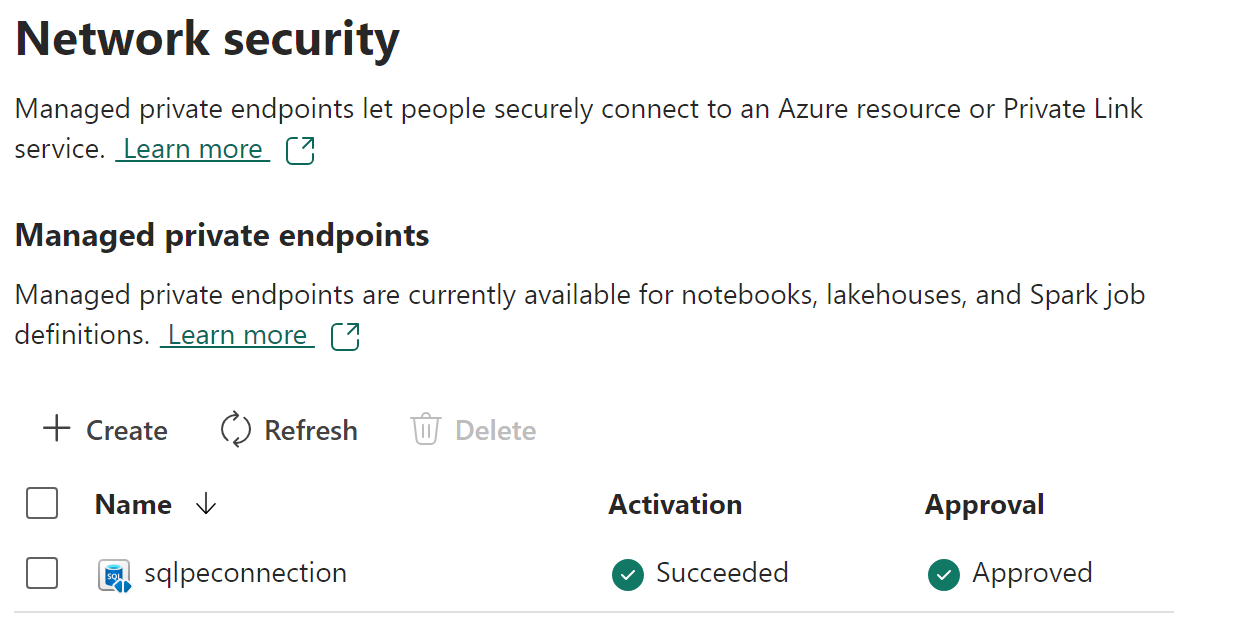 Network security
Managed private endpoints let people securely connect to an Azure resource or Private Link
service. Learn more
Managed private endpoints
Managed private endpoints are currently available for notebooks, lakehouses, and Spark job
definitions. Learn more
Create Refresh Delete
Name Activation Approval
SQL sqlpeconnection Succeeded Approved